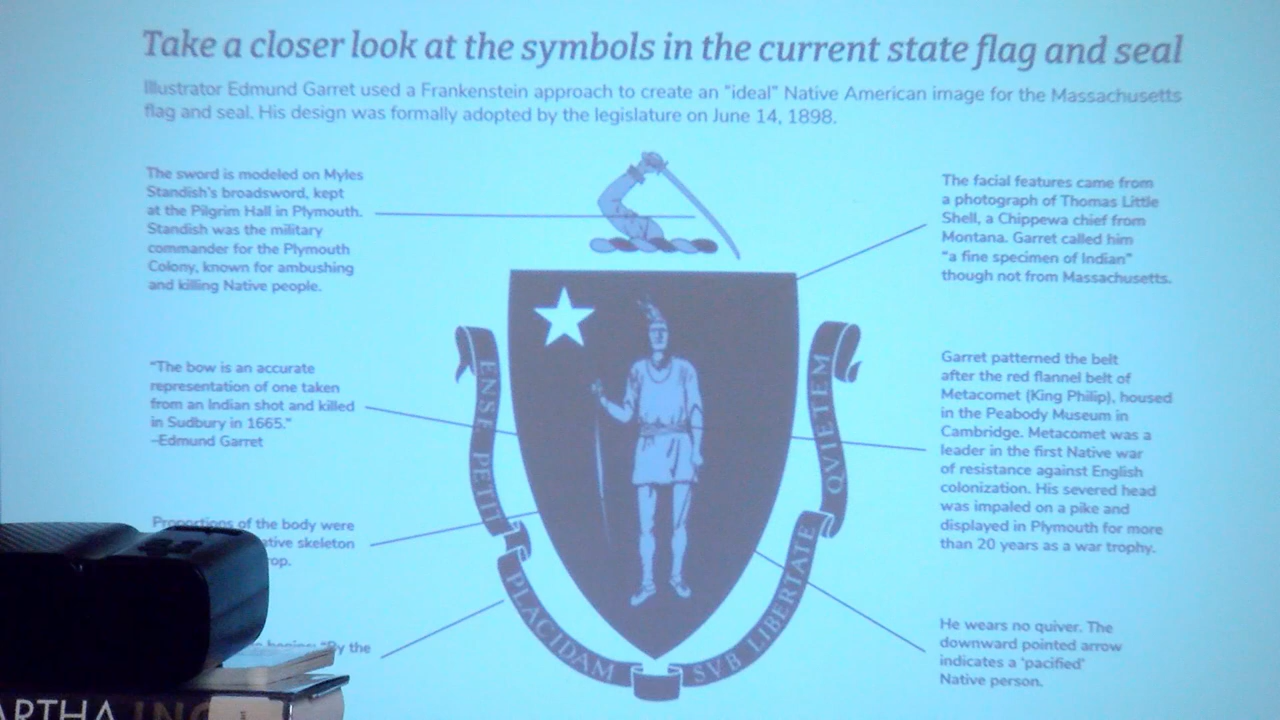 Take a closer look at the symbols in the current state flag and seal
Illustrator Edmund Garret used a Frankenstein approach to create an "ideal" Native American image for the Massachusetts
flag and seal. His design was formally adopted by the legislature on June 14, 1898.
The sword is modeled on Myles
Standish's broadsword, kept
at the Pilgrim Hall in Plymouth.
Standish was the military
commander for the Plymouth
Colony, known for ambushing
and killing Native people.
"The bow is an accurate
representation of one taken
from an Indian shot and killed
in Sudbury in 1665."
–Edmund Garret
Proportions of the body were
skeleton
"By the
ENSE PETIT
PLACIDAM
SVB LIBERTATE
QVIETEM
The facial features came from
a photograph of Thomas Little
Shell, a Chippewa chief from
Montana. Garret called him
"a fine specimen of Indian"
though not from Massachusetts.
Garret patterned the belt
after the red flannel belt of
Metacomet (King Philip), housed
in the Peabody Museum in
Cambridge. Metacomet was a
leader in the first Native war
of resistance against English
colonization. His severed head
was impaled on a pike and
displayed in Plymouth for more
than 20 years as a war trophy.
He wears no quiver. The
downward pointed arrow
indicates a 'pacified'
Native person.